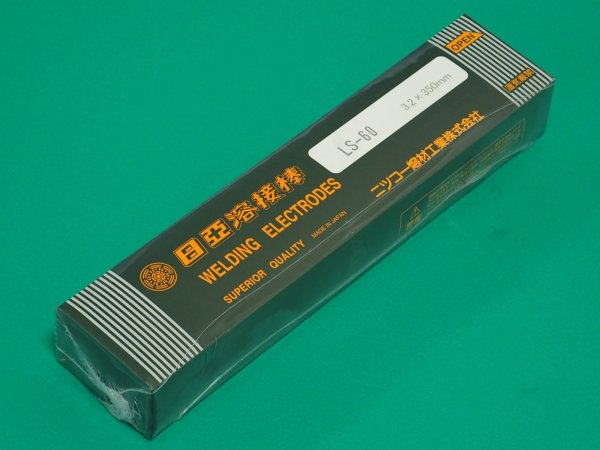 日亞溶接棒
WELDING ELECTRODES
SUPERIOR QUALITY MADE IN JAPAN
LS-60 3.2 × 350mm
ニツコー熔材工業株式会社
OPEN